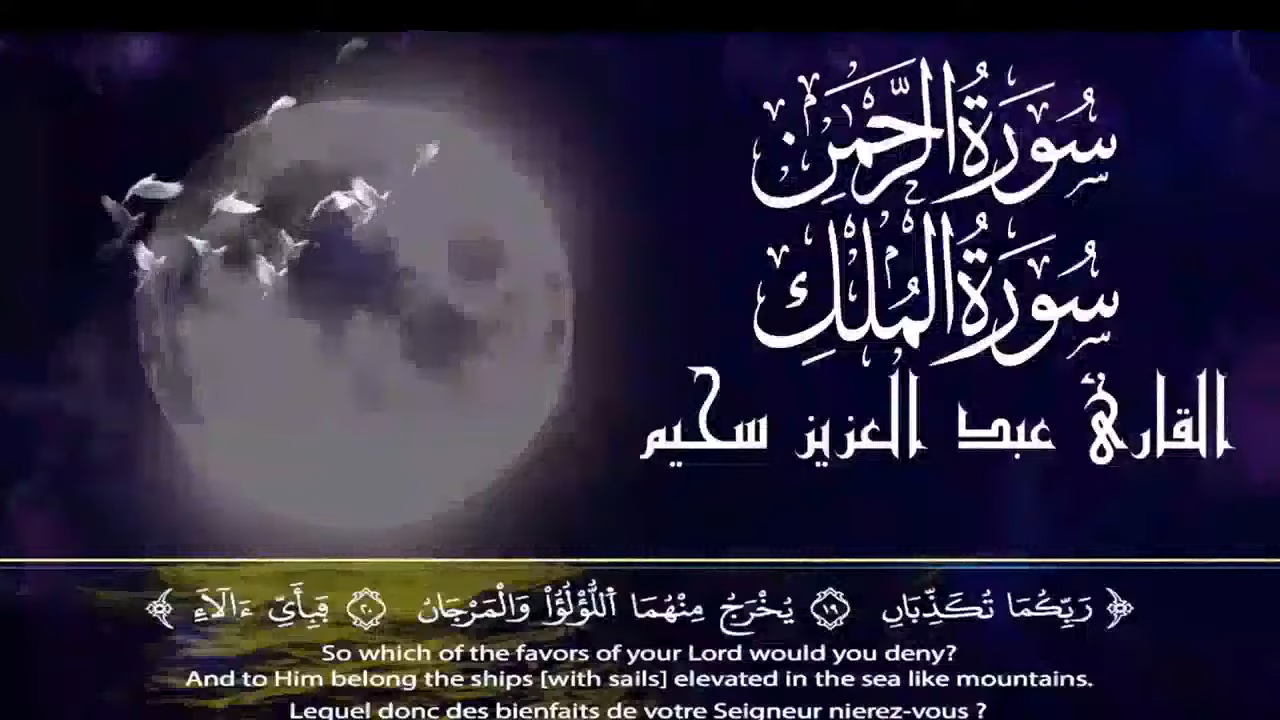 سُورَةُ الرَّحْمَٰنِ
سُورَةُ الْمُلْكِ
القارئ عبد العزيز سحيم
﴿ رَبِّكُمَا تُكَذِّبَانِ ١٩ يُخْرَجُ مِنْهُمَا ٱللُّؤْلُؤُاْ وَالْمَرْجَانُ ٢٠ فَبِأَيِّ ءَالَآءِ ﴾
So which of the favors of your Lord would you deny?
And to Him belong the ships [with sails] elevated in the sea like mountains.
Lequel donc des bienfaits de votre Seigneur nierez-vous ?